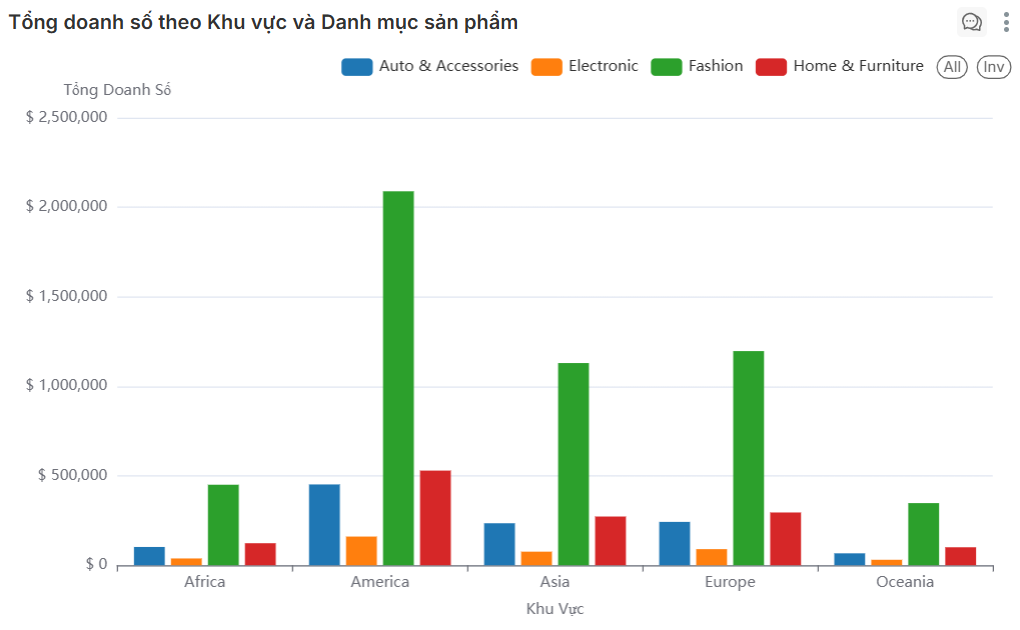 Tổng doanh số theo Khu vực và Danh mục sản phẩm
Auto & Accessories Electronic Fashion Home & Furniture All Inv
Tổng Doanh Số
$ 2,500,000
$ 2,000,000
$ 1,500,000
$ 1,000,000
$ 500,000
$ 0
Africa America Asia Europe Oceania
Khu Vực